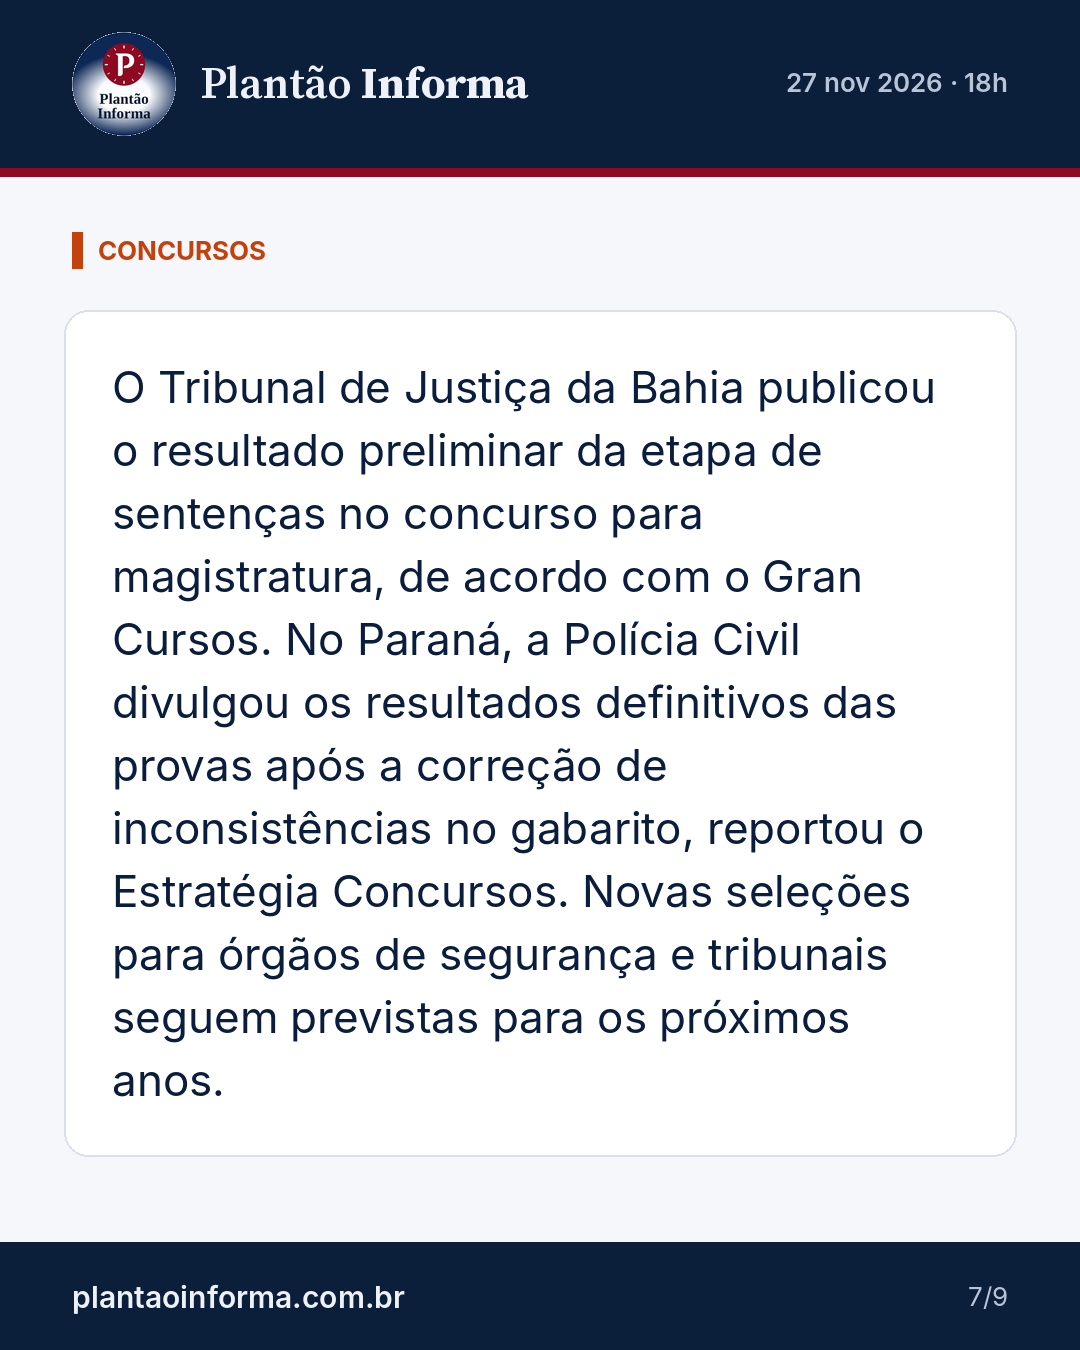 P
Plantão
Informa
Plantão Informa
27 nov 2026 · 18h
CONCURSOS
O Tribunal de Justiça da Bahia publicou
o resultado preliminar da etapa de
sentenças no concurso para
magistratura, de acordo com o Gran
Cursos. No Paraná, a Polícia Civil
divulgou os resultados definitivos das
provas após a correção de
inconsistências no gabarito, reportou o
Estratégia Concursos. Novas seleções
para órgãos de segurança e tribunais
seguem previstas para os próximos
anos.
plantaoinforma.com.br
7/9